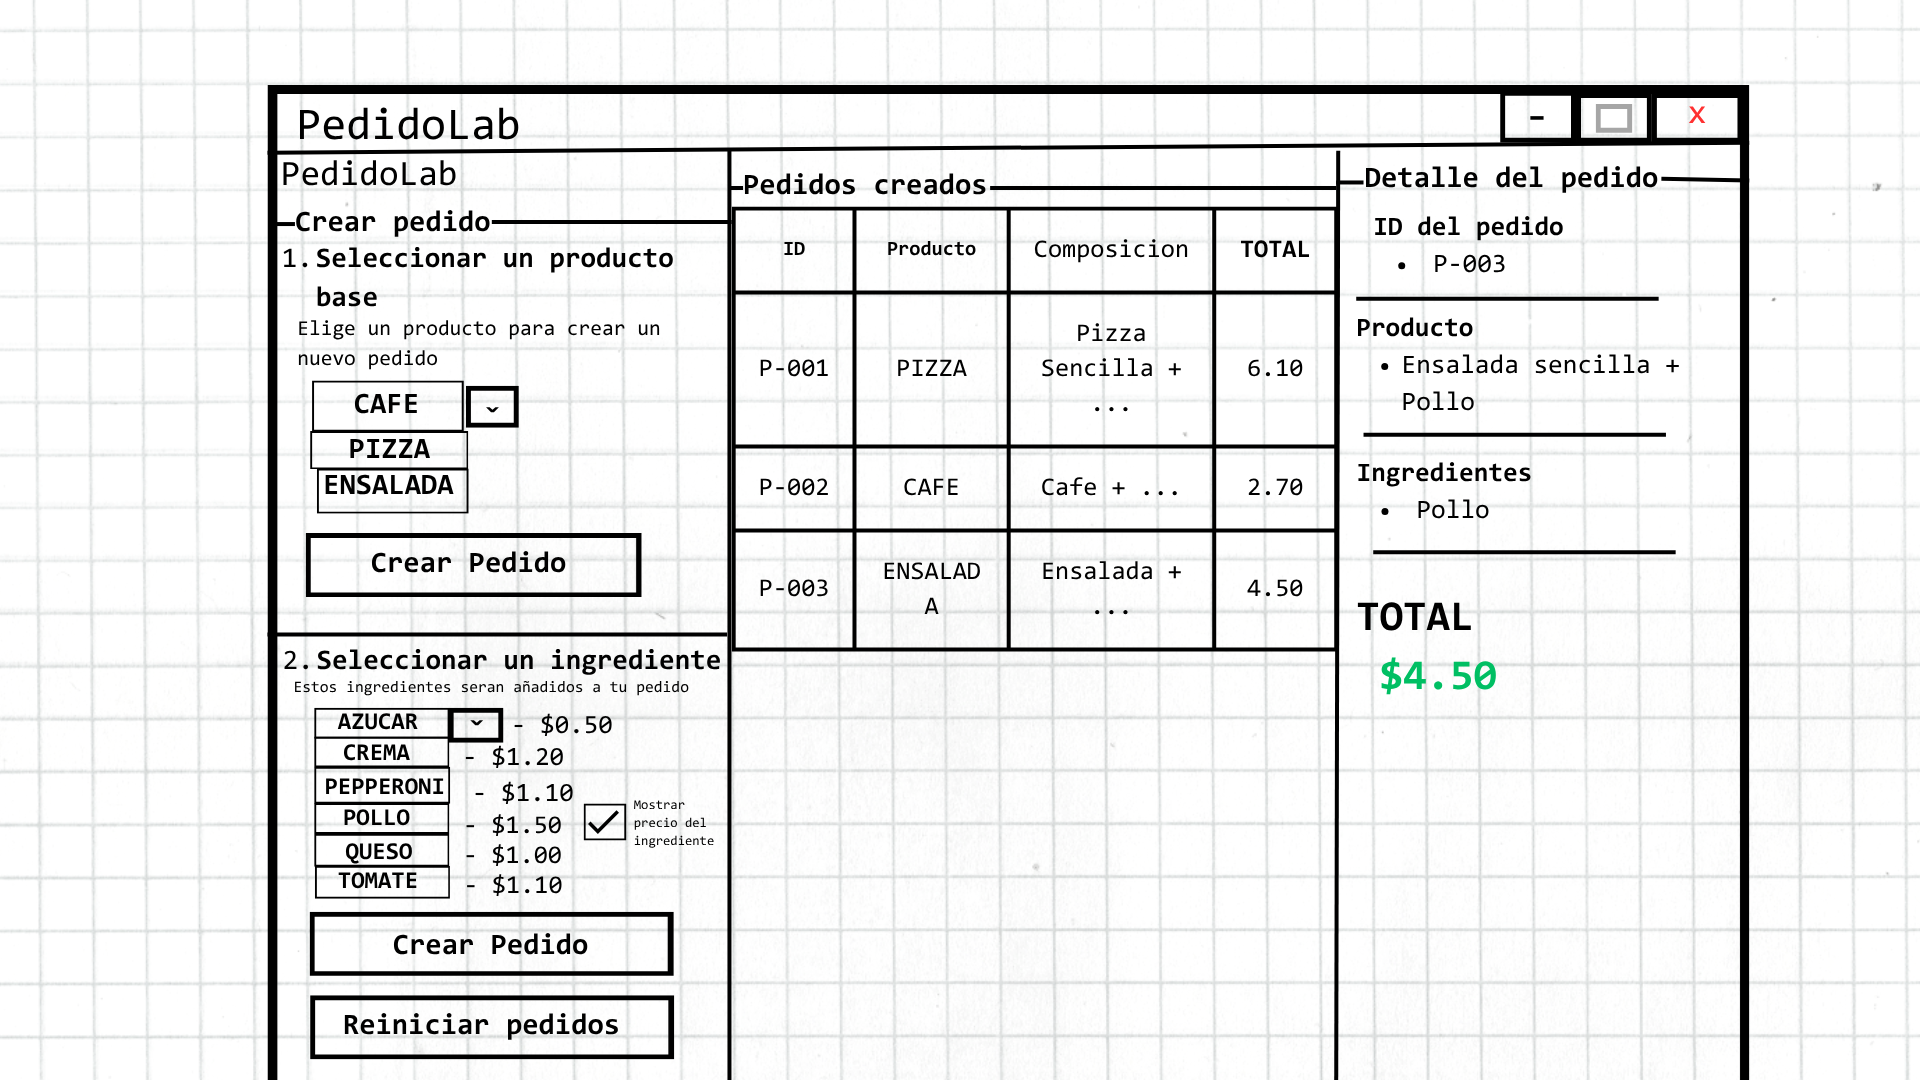 PedidoLab
-
X
PedidoLab
Crear pedido
1. Seleccionar un producto
base
Elige un producto para crear un
nuevo pedido
CAFE
PIZZA
ENSALADA
Crear Pedido
2. Seleccionar un ingrediente
Estos ingredientes seran añadidos a tu pedido
AZUCAR - $0.50
CREMA - $1.20
PEPPERONI - $1.10
POLLO - $1.50
QUESO - $1.00
TOMATE - $1.10
Mostrar
precio del
ingrediente
Crear Pedido
Reiniciar pedidos
Pedidos creados
ID Producto Composicion TOTAL
P-001 PIZZA Pizza
Sencilla +
... 6.10
P-002 CAFE Cafe + ... 2.70
P-003 ENSALAD
A Ensalada +
... 4.50
Detalle del pedido
ID del pedido
• P-003
Producto
• Ensalada sencilla +
Pollo
Ingredientes
• Pollo
TOTAL
$4.50